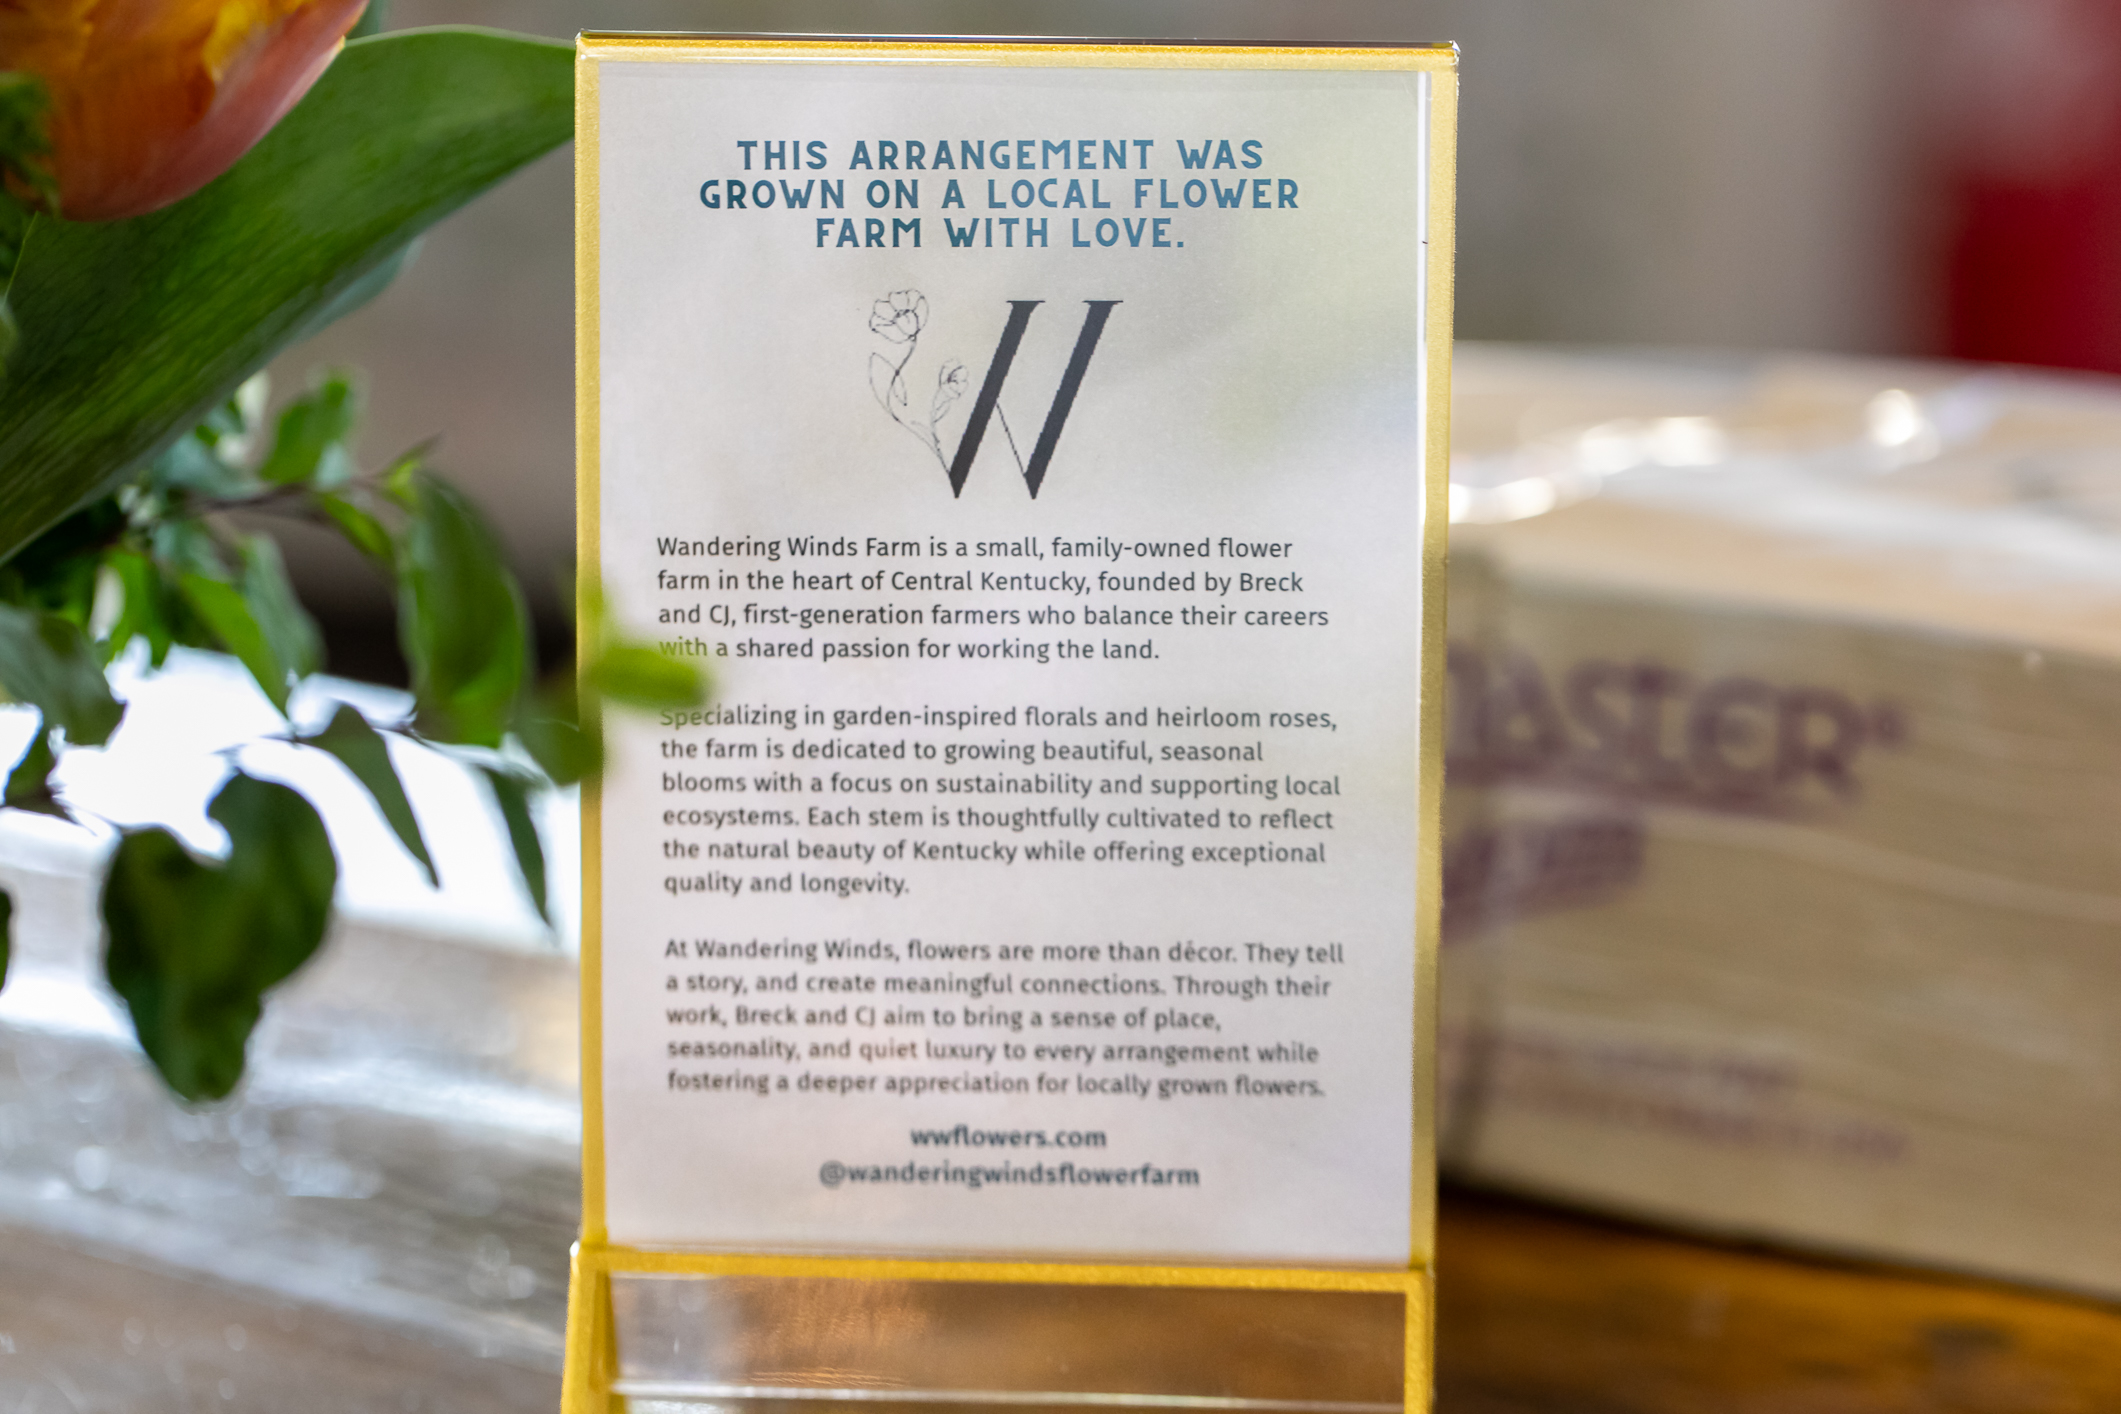 THIS ARRANGEMENT WAS
GROWN ON A LOCAL FLOWER
FARM WITH LOVE.
W
Wandering Winds Farm is a small, family-owned flower
farm in the heart of Central Kentucky, founded by Breck
and CJ, first-generation farmers who balance their careers
with a shared passion for working the land.
Specializing in garden-inspired florals and heirloom roses,
the farm is dedicated to growing beautiful, seasonal
blooms with a focus on sustainability and supporting local
ecosystems. Each stem is thoughtfully cultivated to reflect
the natural beauty of Kentucky while offering exceptional
quality and longevity.
At Wandering Winds, flowers are more than décor. They tell
a story, and create meaningful connections. Through their
work, Breck and CJ aim to bring a sense of place,
seasonality, and quiet luxury to every arrangement while
fostering a deeper appreciation for locally grown flowers.
wwflowers.com
@wanderingwindsflowerfarm